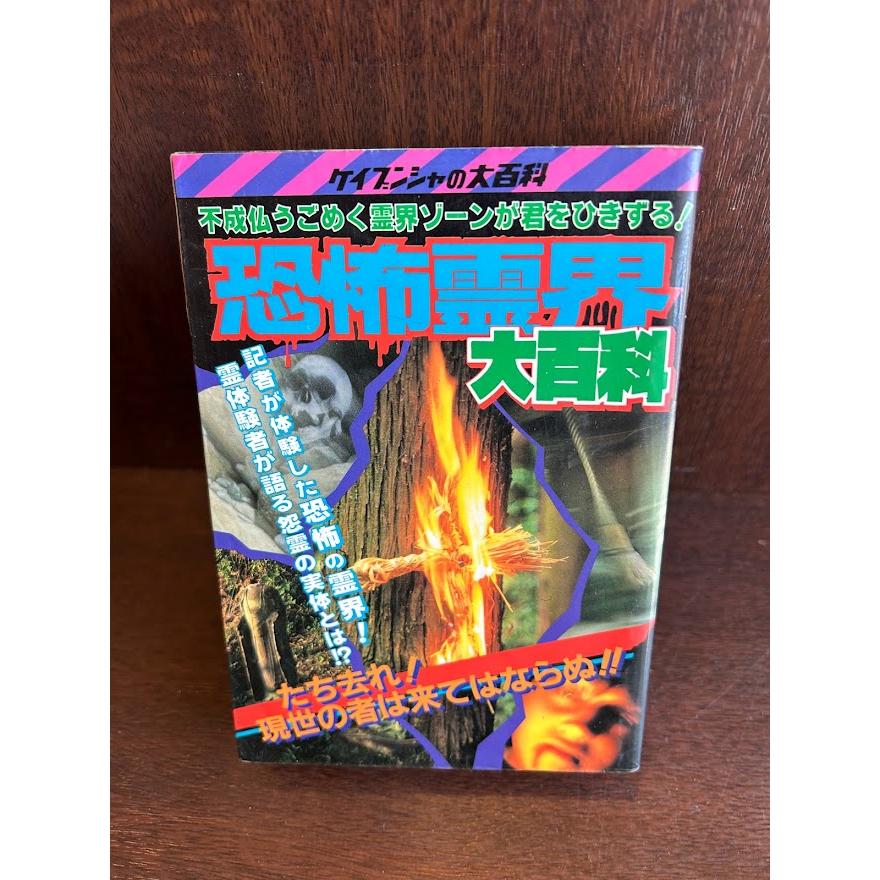 ケイブンシャの大百科
不成仏うごめく霊界ゾーンが君をひきずる!
恐怖霊界
大百科
記者が体験した恐怖の霊界!
霊体験者が語る怨霊の実体とは!?
たち去れ!
現世の者は来てはならぬ!!